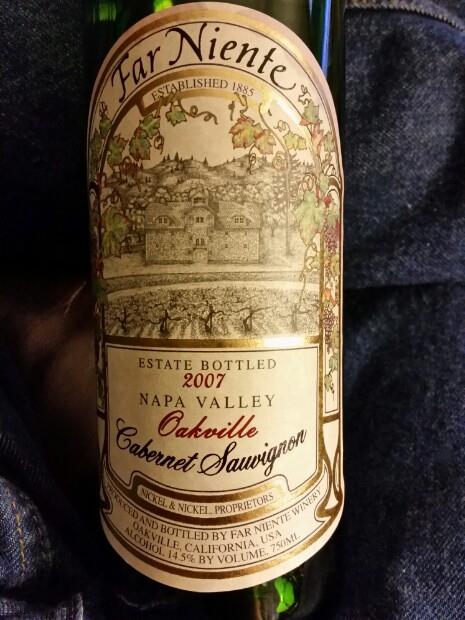 Far Niente
ESTABLISHED 1885
ESTATE BOTTLED
2007
NAPA VALLEY
Oakville
Cabernet Sauvignon
NICKEL & NICKEL, PROPRIETORS
PRODUCED AND BOTTLED BY FAR NIENTE WINERY
OAKVILLE, CALIFORNIA, USA
ALCOHOL 14.5% BY VOLUME, 750ML